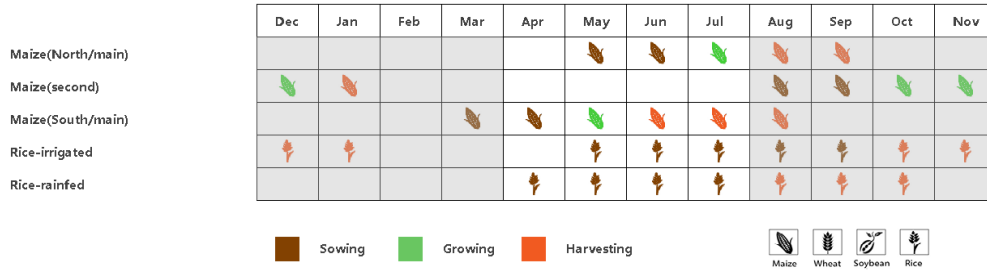 Dec Jan Feb Mar Apr May Jun Jul Aug Sep Oct Nov
Maize(North/main)
Maize(second)
Maize(South/main)
Rice-irrigated
Rice-rainfed
Sowing Growing Harvesting
Maize Wheat Soybean Rice